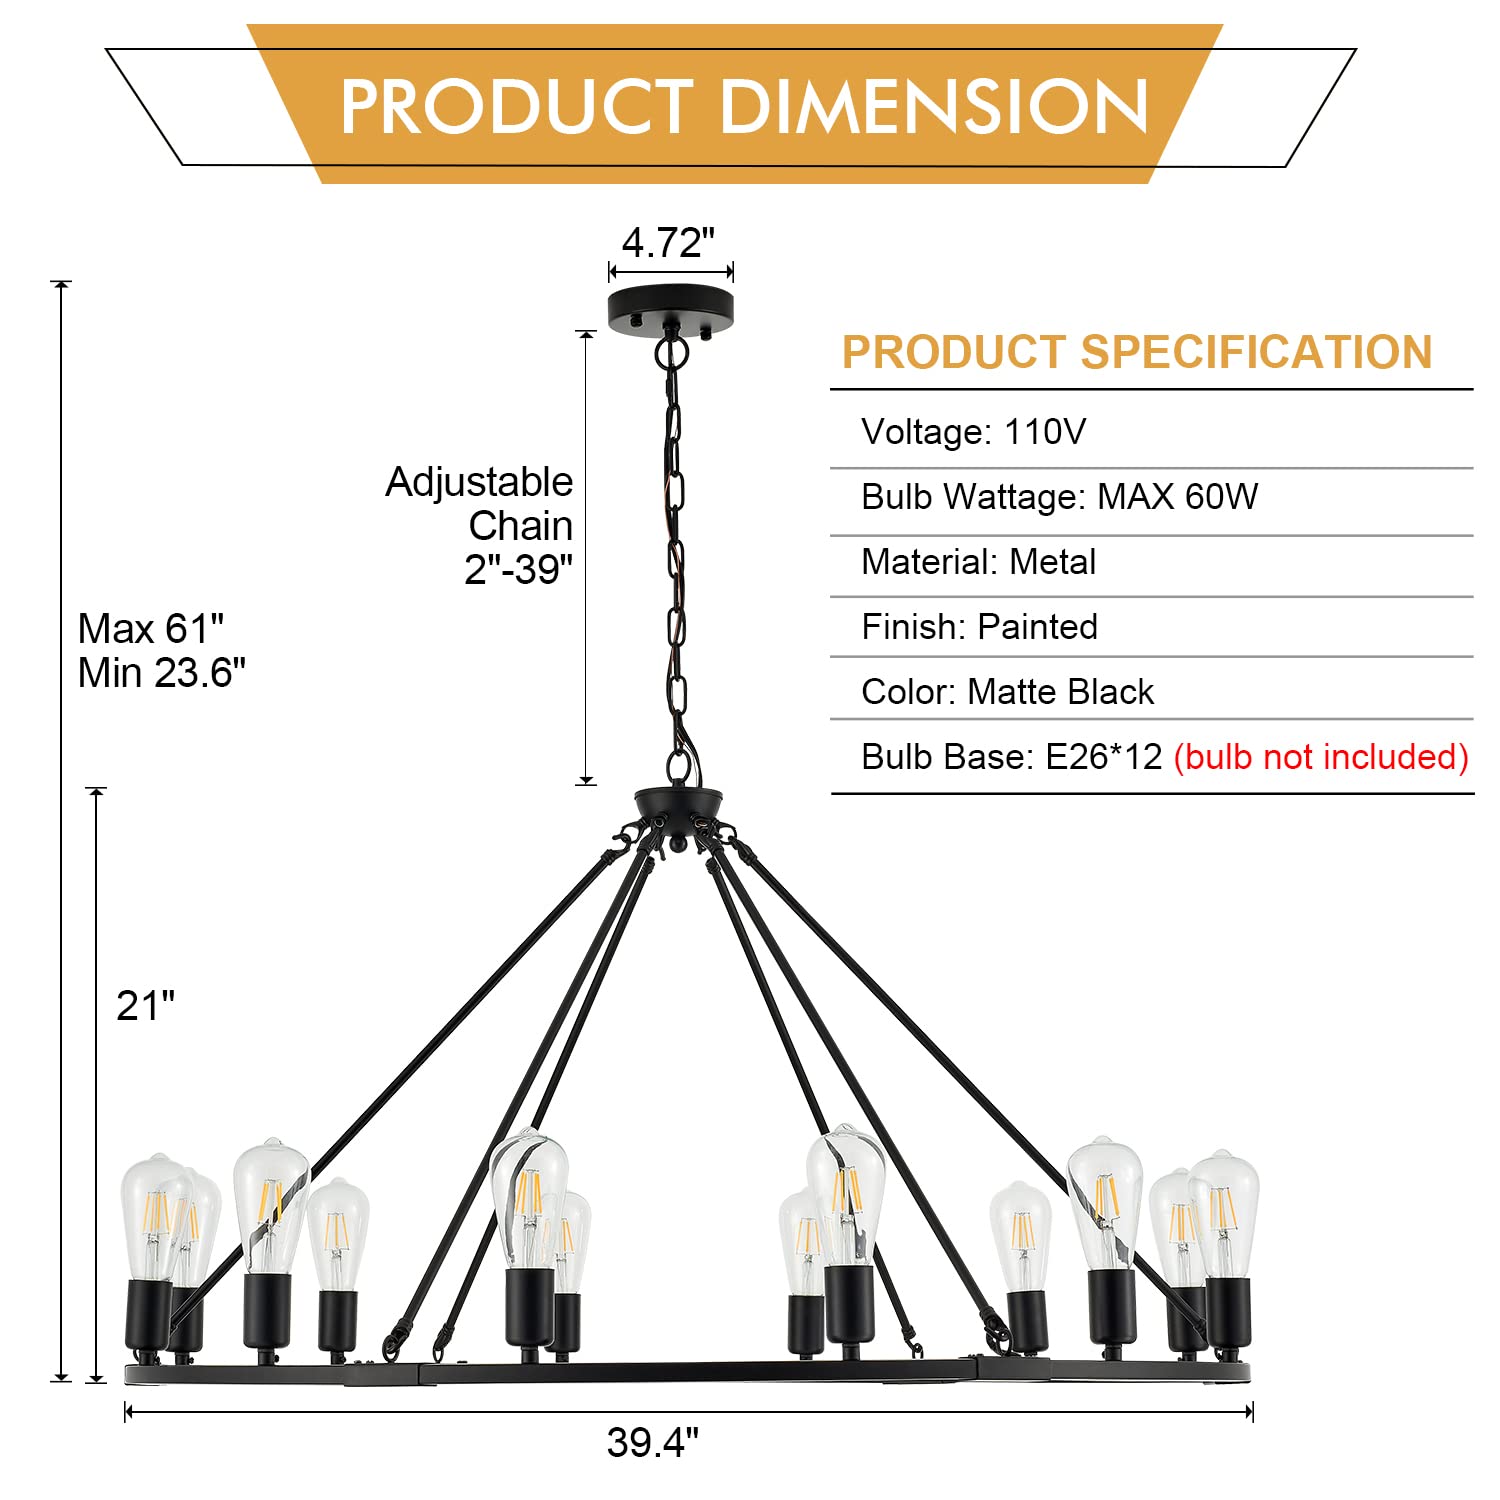 PRODUCT DIMENSION
4.72"
Adjustable
Chain
2"-39"
Max 61"
Min 23.6"
21"
39.4"
PRODUCT SPECIFICATION
Voltage: 110V
Bulb Wattage: MAX 60W
Material: Metal
Finish: Painted
Color: Matte Black
Bulb Base: E26*12 (bulb not included)